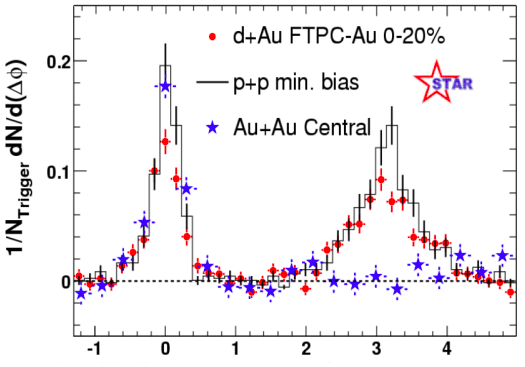 0.2
0.1
0
d+Au FTPC-Au 0-20%
p+p min. bias
Au+Au Central
STAR
1/N_Trigger dN/d(Δϕ)
-1 0 1 2 3 4